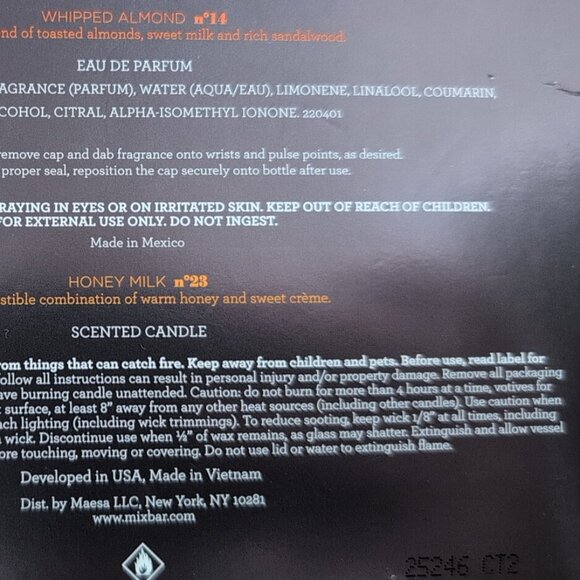 WHIPPED ALMOND n°14
end of toasted almonds, sweet milk and rich sandalwood.
EAU DE PARFUM
AGRANCE (PARFUM), WATER (AQUA/EAU), LIMONENE, LINALOOL, COUMARIN,
COHOL, CITRAL, ALPHA-ISOMETHYL IONONE. 220401
remove cap and dab fragrance onto wrists and pulse points, as desired.
proper seal, reposition the cap securely onto bottle after use.
RAYING IN EYES OR ON IRRITATED SKIN. KEEP OUT OF REACH OF CHILDREN.
FOR EXTERNAL USE ONLY. DO NOT INGEST.
Made in Mexico
HONEY MILK n°23
stible combination of warm honey and sweet crème.
SCENTED CANDLE
rom things that can catch fire. Keep away from children and pets. Before use, read label for
ollow all instructions can result in personal injury and/or property damage. Remove all packaging
ave burning candle unattended. Caution: do not burn for more than 4 hours at a time, votives for
t surface, at least 8" away from any other heat sources (including other candles). Use caution when
ach lighting (including wick trimmings). To reduce sooting, keep wick 1/8" at all times, including
wick. Discontinue use when ½" of wax remains, as glass may shatter. Extinguish and allow vessel
ore touching, moving or covering. Do not use lid or water to extinguish flame.
Developed in USA, Made in Vietnam
Dist. by Maesa LLC, New York, NY 10281
www.mixbar.com
25246 CT2